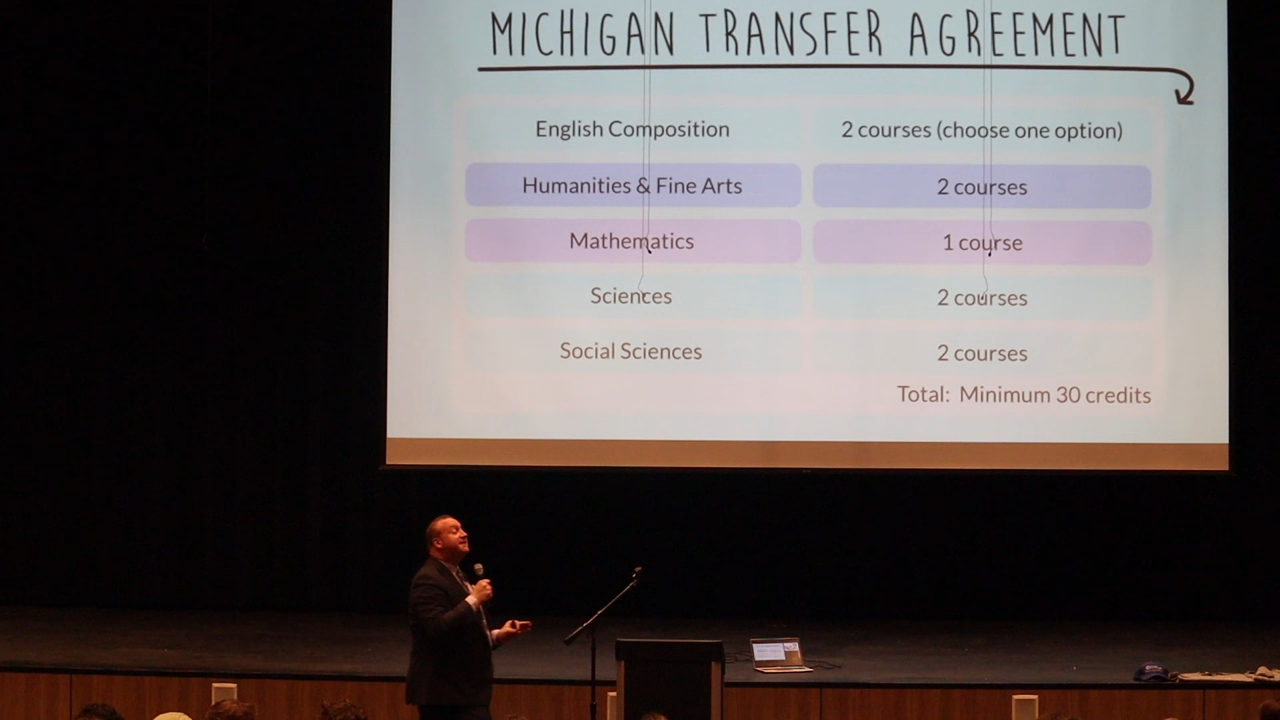 MICHIGAN TRANSFER AGREEMENT
English Composition 2 courses (choose one option)
Humanities & Fine Arts 2 courses
Mathematics 1 course
Sciences 2 courses
Social Sciences 2 courses
Total: Minimum 30 credits